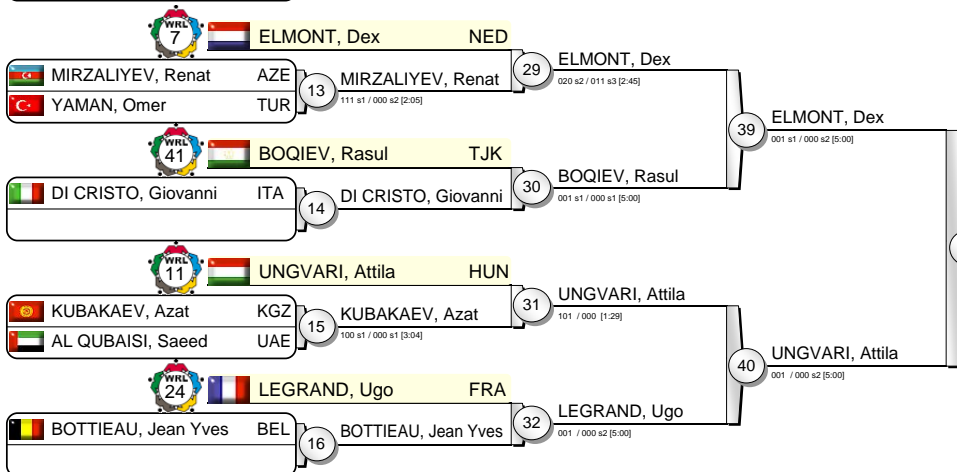 WRL 7 ELMONT, Dex NED
MIRZALIYEV, Renat AZE
YAMAN, Omer TUR
13 MIRZALIYEV, Renat
111 s1 / 000 s2 [2:05]
29 ELMONT, Dex
020 s2 / 011 s3 [2:45]
39 ELMONT, Dex
001 s1 / 000 s2 [5:00]
WRL 41 BOQIEV, Rasul TJK
DI CRISTO, Giovanni ITA
14 DI CRISTO, Giovanni
30 BOQIEV, Rasul
001 s1 / 000 s1 [5:00]
WRL 11 UNGVARI, Attila HUN
KUBAKAEV, Azat KGZ
AL QUBAISI, Saeed UAE
15 KUBAKAEV, Azat
100 s1 / 000 s1 [3:04]
31 UNGVARI, Attila
101 / 000 [1:29]
40 UNGVARI, Attila
001 / 000 s2 [5:00]
WRL 24 LEGRAND, Ugo FRA
BOTTIEAU, Jean Yves BEL
16 BOTTIEAU, Jean Yves
32 LEGRAND, Ugo
001 / 000 s2 [5:00]